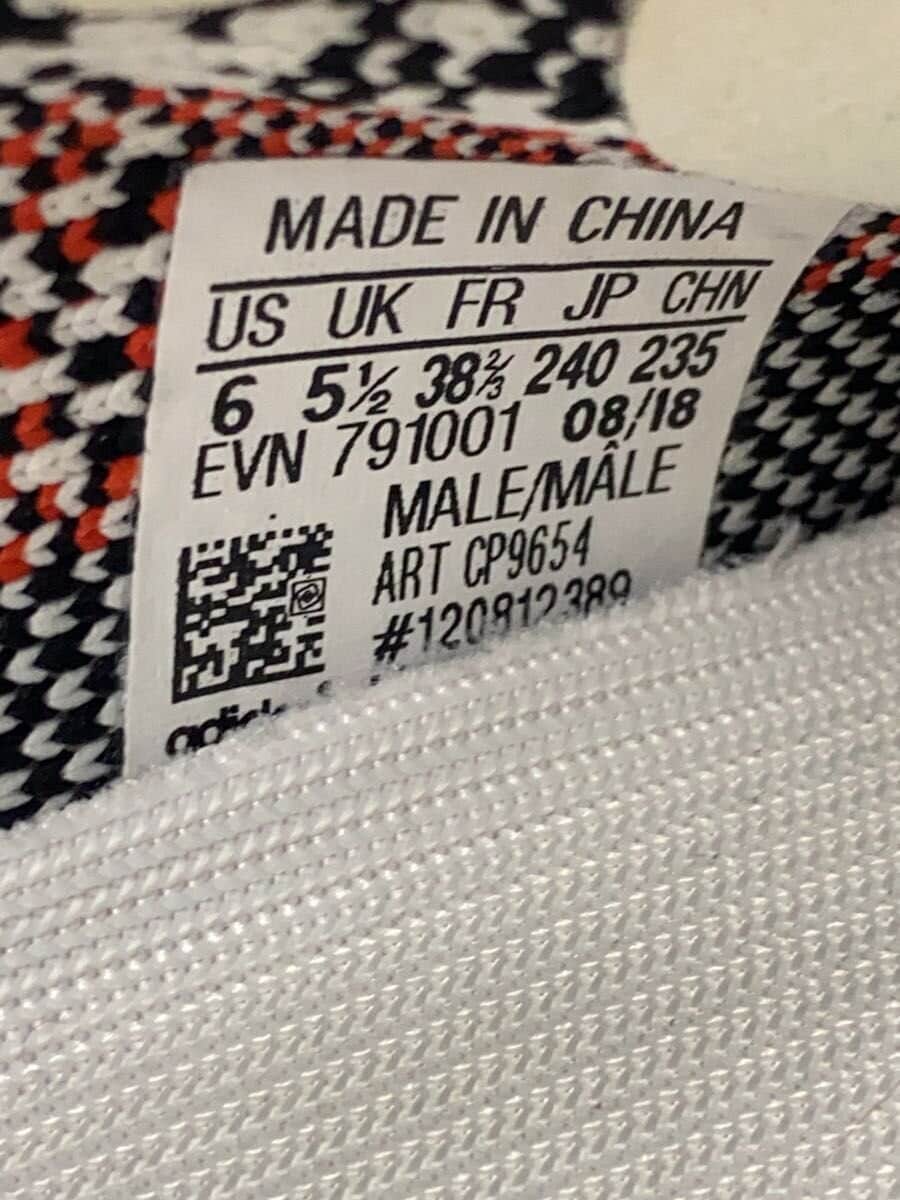 MADE IN CHINA
US UK FR JP CHN
6 5½ 38⅔ 240 235
EVN 791001 08/18
MALE/MÂLE
ART CP9654
#120812389